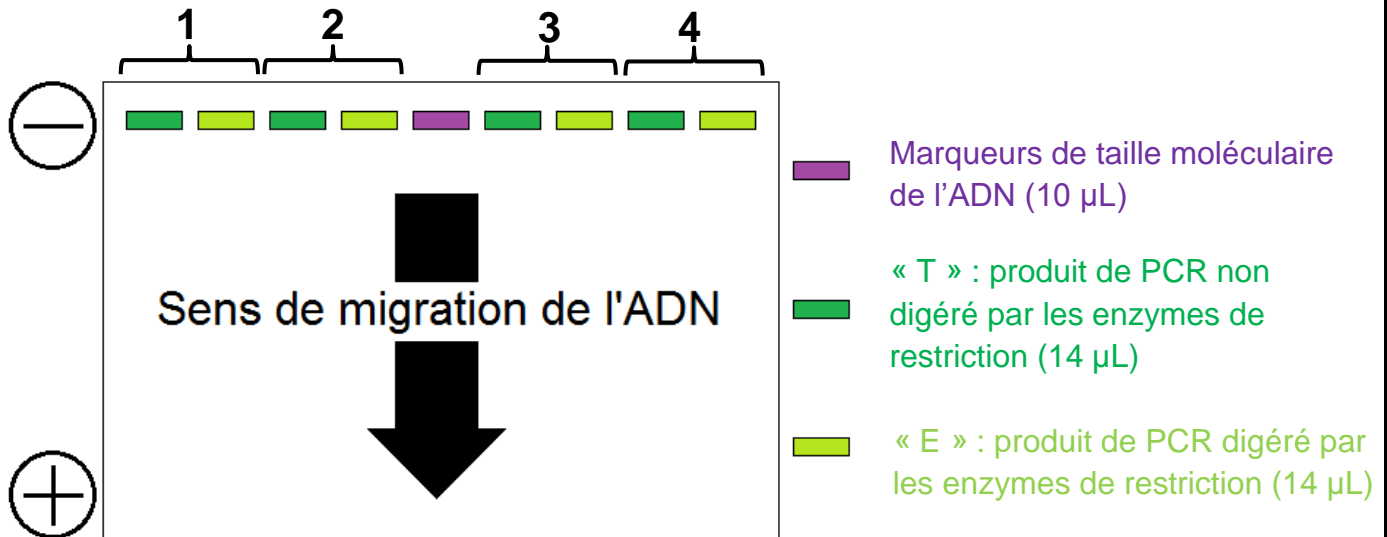 1 2 3 4
Sens de migration de l'ADN
Marqueurs de taille moléculaire
de l'ADN (10 µL)
« T » : produit de PCR non
digéré par les enzymes de
restriction (14 µL)
« E » : produit de PCR digéré par
les enzymes de restriction (14 µL)